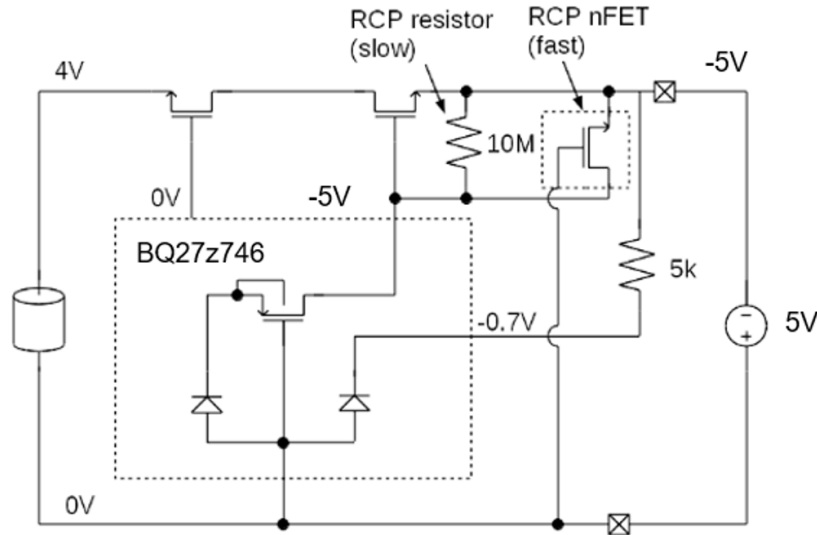 RCP resistor
(slow)
RCP nFET
(fast)
4V
-5V
10M
0V
-5V
BQ27z746
5k
-0.7V
−
+
5V
0V